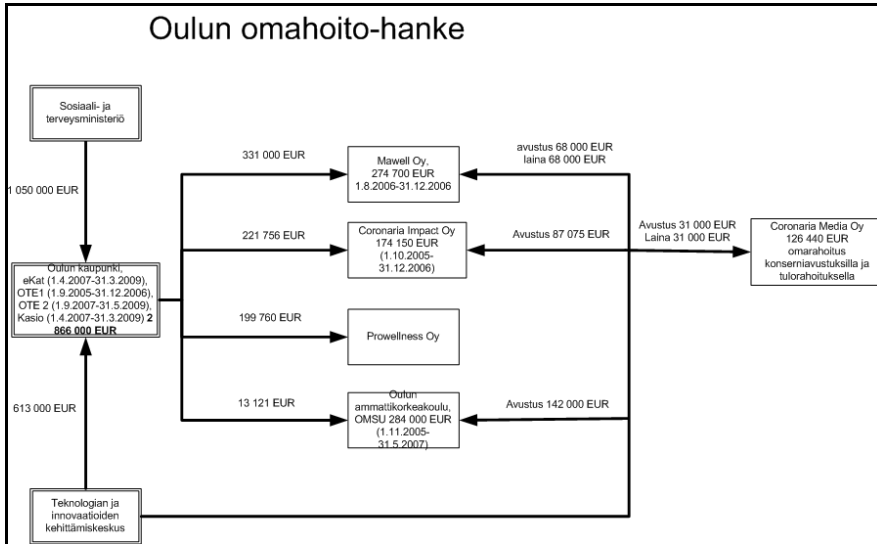 Oulun omahoito-hanke
Sosiaali- ja
terveysministeriö
1 050 000 EUR
Oulun kaupunki,
eKat (1.4.2007-31.3.2009),
OTE1 (1.9.2005-31.12.2006),
OTE 2 (1.9.2007-31.5.2009),
Kasio (1.4.2007-31.3.2009) 2
866 000 EUR
613 000 EUR
Teknologian ja
innovaatioiden
kehittämiskeskus
331 000 EUR
Mawell Oy,
274 700 EUR
1.8.2006-31.12.2006
avustus 68 000 EUR
laina 68 000 EUR
221 756 EUR
Coronaria Impact Oy
174 150 EUR
(1.10.2005-
31.12.2006)
Avustus 87 075 EUR
Avustus 31 000 EUR
Laina 31 000 EUR
Coronaria Media Oy
126 440 EUR
omarahoitus
konserniavustuksilla ja
tulorahoituksella
199 760 EUR
Prowellness Oy
13 121 EUR
Oulun
ammattikorkeakoulu,
OMSU 284 000 EUR
(1.11.2005-
31.5.2007)
Avustus 142 000 EUR